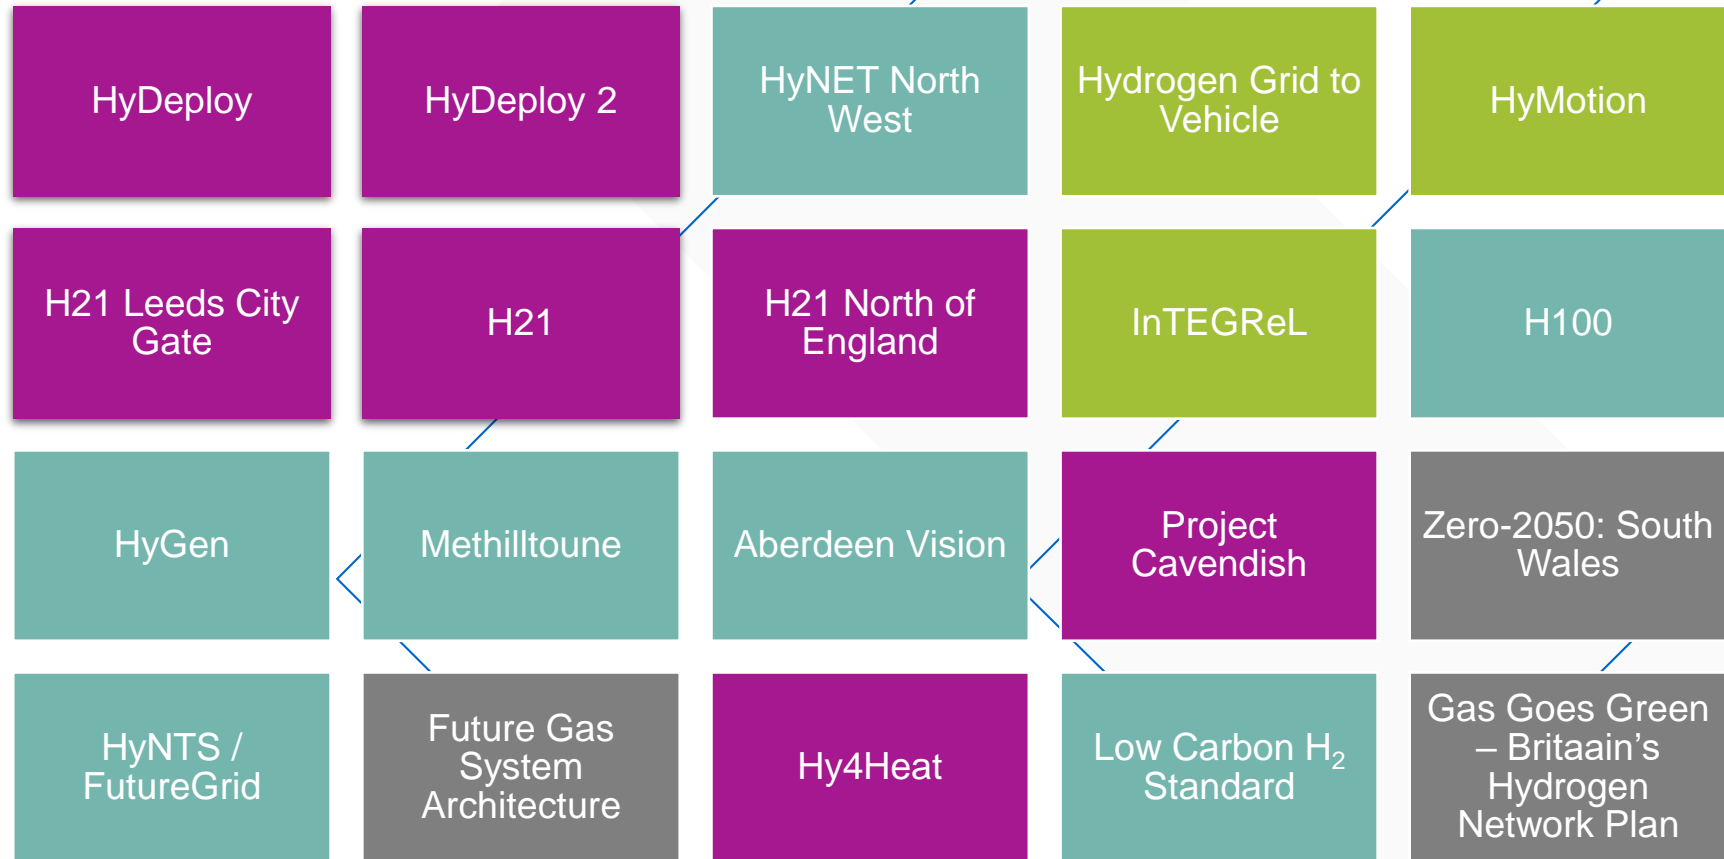 HyDeploy
HyDeploy 2
HyNET North
West
Hydrogen Grid to
Vehicle
HyMotion
H21 Leeds City
Gate
H21
H21 North of
England
InTEGReL
H100
HyGen
Methilltoune
Aberdeen Vision
Project
Cavendish
Zero-2050: South
Wales
HyNTS /
FutureGrid
Future Gas
System
Architecture
Hy4Heat
Low Carbon H₂
Standard
Gas Goes Green
– Britaain’s
Hydrogen
Network Plan